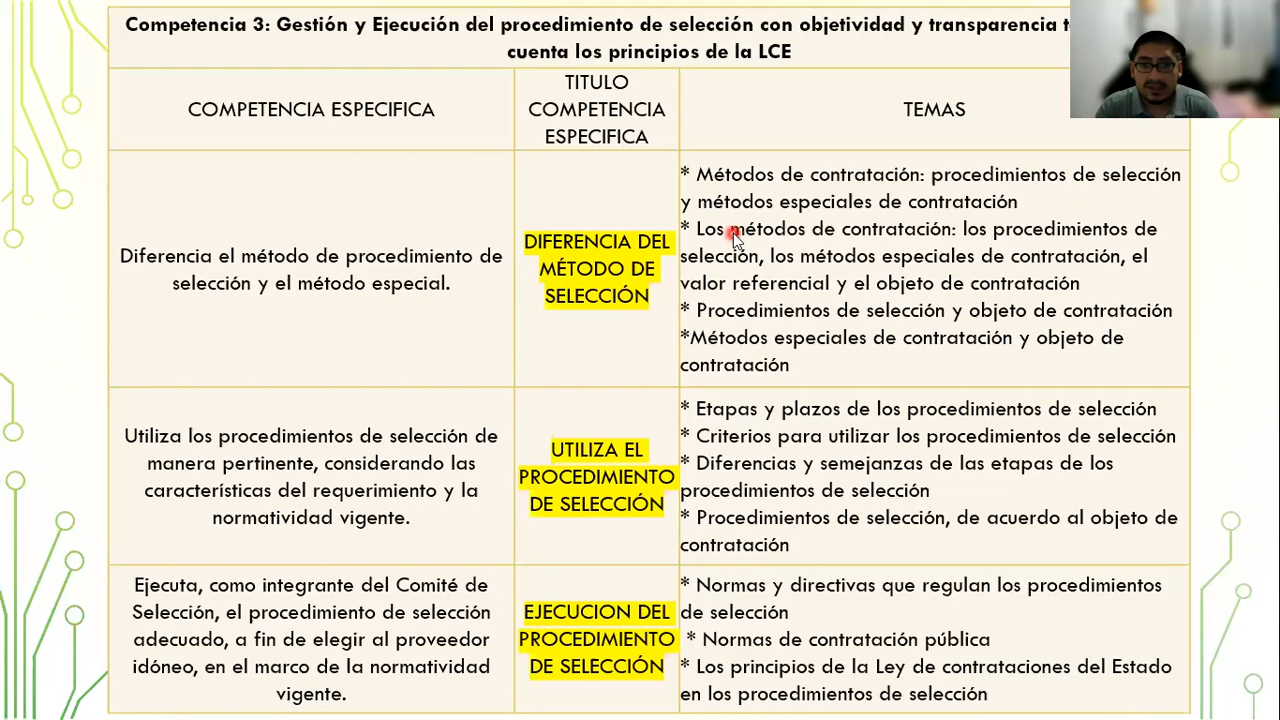 Competencia 3: Gestión y Ejecución del procedimiento de selección con objetividad y transparencia
cuenta los principios de la LCE
COMPETENCIA ESPECIFICA
TITULO
COMPETENCIA
ESPECIFICA
TEMAS
Diferencia el método de procedimiento de
selección y el método especial.
DIFERENCIA DEL
MÉTODO DE
SELECCIÓN
* Métodos de contratación: procedimientos de selección
y métodos especiales de contratación
* Los métodos de contratación: los procedimientos de
selección, los métodos especiales de contratación, el
valor referencial y el objeto de contratación
* Procedimientos de selección y objeto de contratación
*Métodos especiales de contratación y objeto de
contratación
Utiliza los procedimientos de selección de
manera pertinente, considerando las
características del requerimiento y la
normatividad vigente.
UTILIZA EL
PROCEDIMIENTO
DE SELECCIÓN
* Etapas y plazos de los procedimientos de selección
* Criterios para utilizar los procedimientos de selección
* Diferencias y semejanzas de las etapas de los
procedimientos de selección
* Procedimientos de selección, de acuerdo al objeto de
contratación
Ejecuta, como integrante del Comité de
Selección, el procedimiento de selección
adecuado, a fin de elegir al proveedor
idóneo, en el marco de la normatividad
vigente.
EJECUCION DEL
PROCEDIMIENTO
DE SELECCIÓN
* Normas y directivas que regulan los procedimientos
de selección
* Normas de contratación pública
* Los principios de la Ley de contrataciones del Estado
en los procedimientos de selección